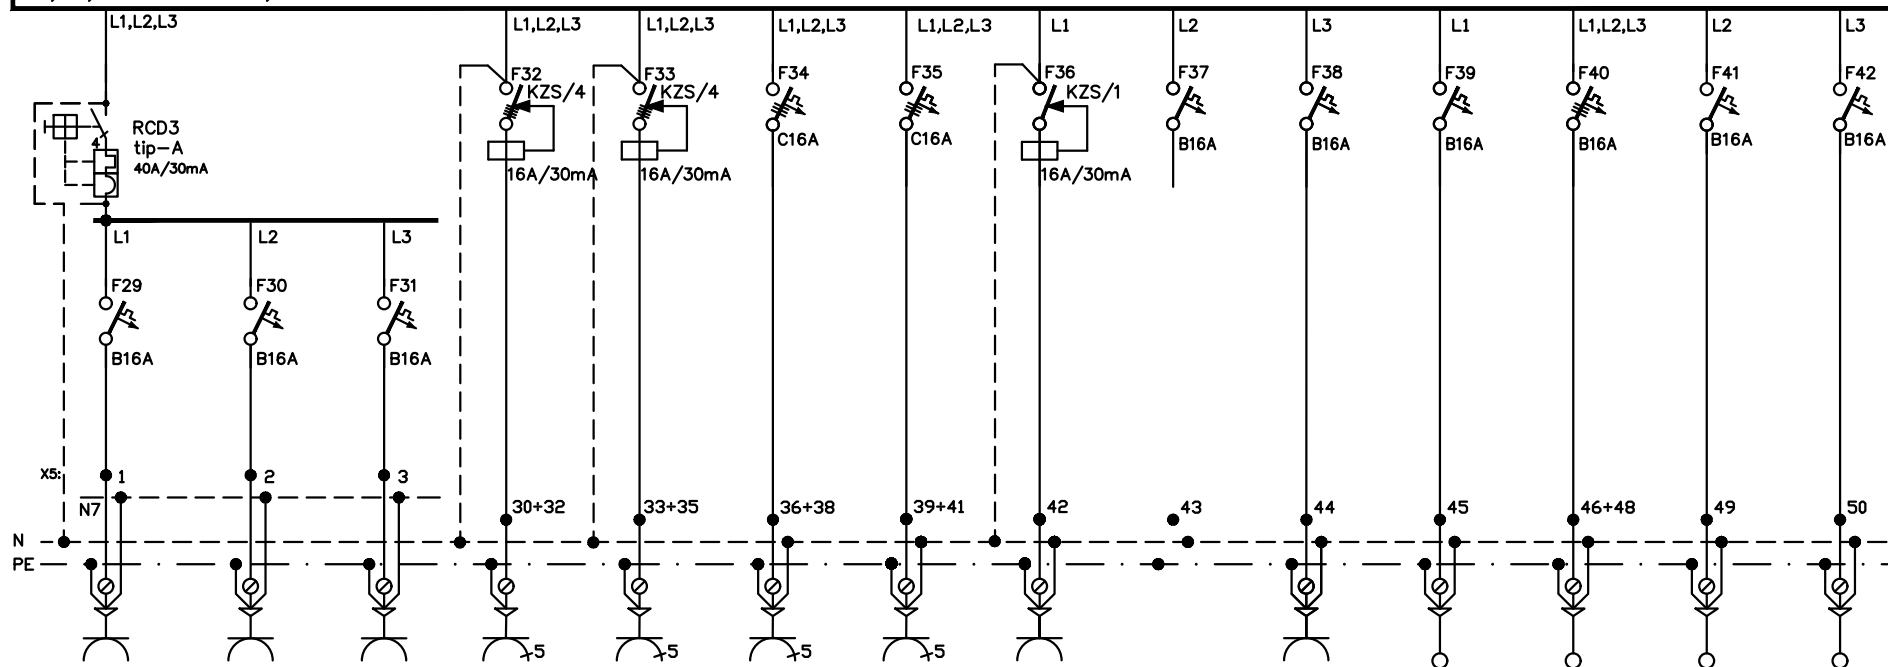 L1,L2,L3 L1,L2,L3 L1,L2,L3 L1,L2,L3 L1,L2,L3 L1 L2 L3 L1 L1,L2,L3 L2 L3
F32 F33 F34 F35 F36 F37 F38 F39 F40 F41 F42
KZS/4 KZS/4 KZS/1
RCD3
4 tip-A C16A C16A B16A B16A B16A B16A B16A B16A
40A/30mA 16A/30mA 16A/30mA 16A/30mA
L1 L2 L3
F29 F30 F31
B16A B16A B16A
X5: 1 2 3
N7 30+32 33+35 36+38 39+41 42 43 44 45 46+48 49 50
N
PE
5 5 5 5